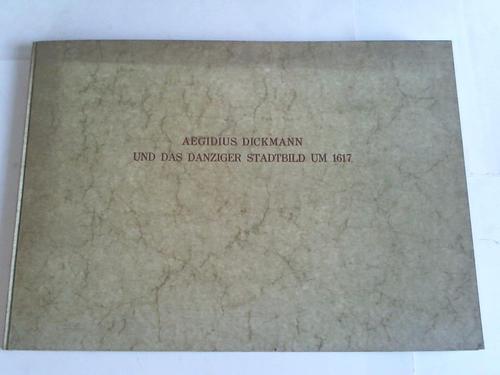 AEGIDIUS DICKMANN
UND DAS DANZIGER STADTBILD UM 1617